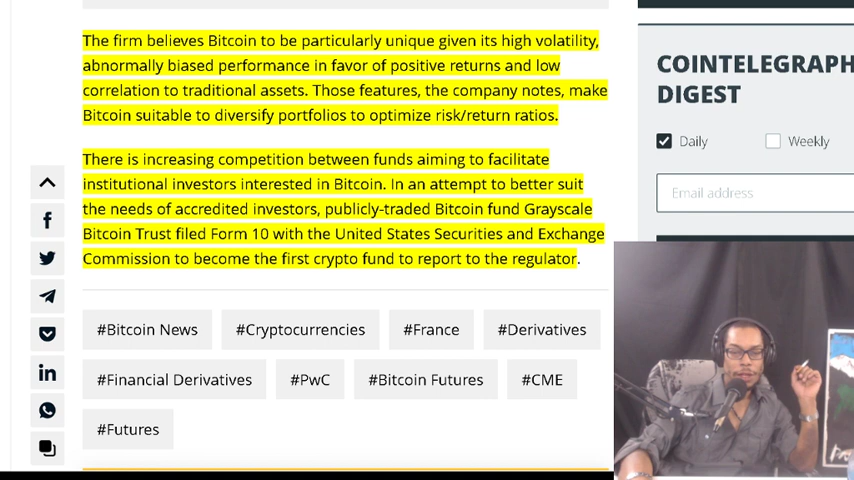 The firm believes Bitcoin to be particularly unique given its high volatility,
abnormally biased performance in favor of positive returns and low
correlation to traditional assets. Those features, the company notes, make
Bitcoin suitable to diversify portfolios to optimize risk/return ratios.
There is increasing competition between funds aiming to facilitate
institutional investors interested in Bitcoin. In an attempt to better suit
the needs of accredited investors, publicly-traded Bitcoin fund Grayscale
Bitcoin Trust filed Form 10 with the United States Securities and Exchange
Commission to become the first crypto fund to report to the regulator.
#Bitcoin News #Cryptocurrencies #France #Derivatives
#Financial Derivatives #PwC #Bitcoin Futures #CME
#Futures
COINTELEGRAPH
DIGEST
Daily Weekly
Email address